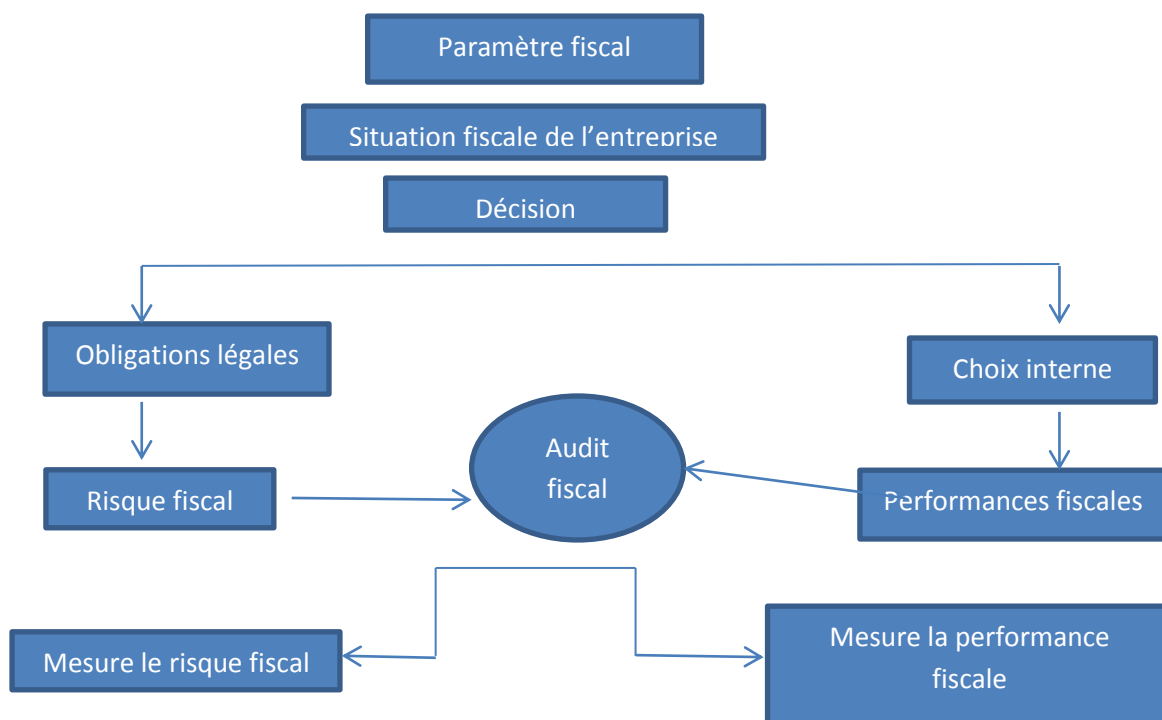 Paramètre fiscal
Situation fiscale de l’entreprise
Décision
Obligations légales
Choix interne
Audit
fiscal
Risque fiscal
Performances fiscales
Mesure le risque fiscal
Mesure la performance
fiscale